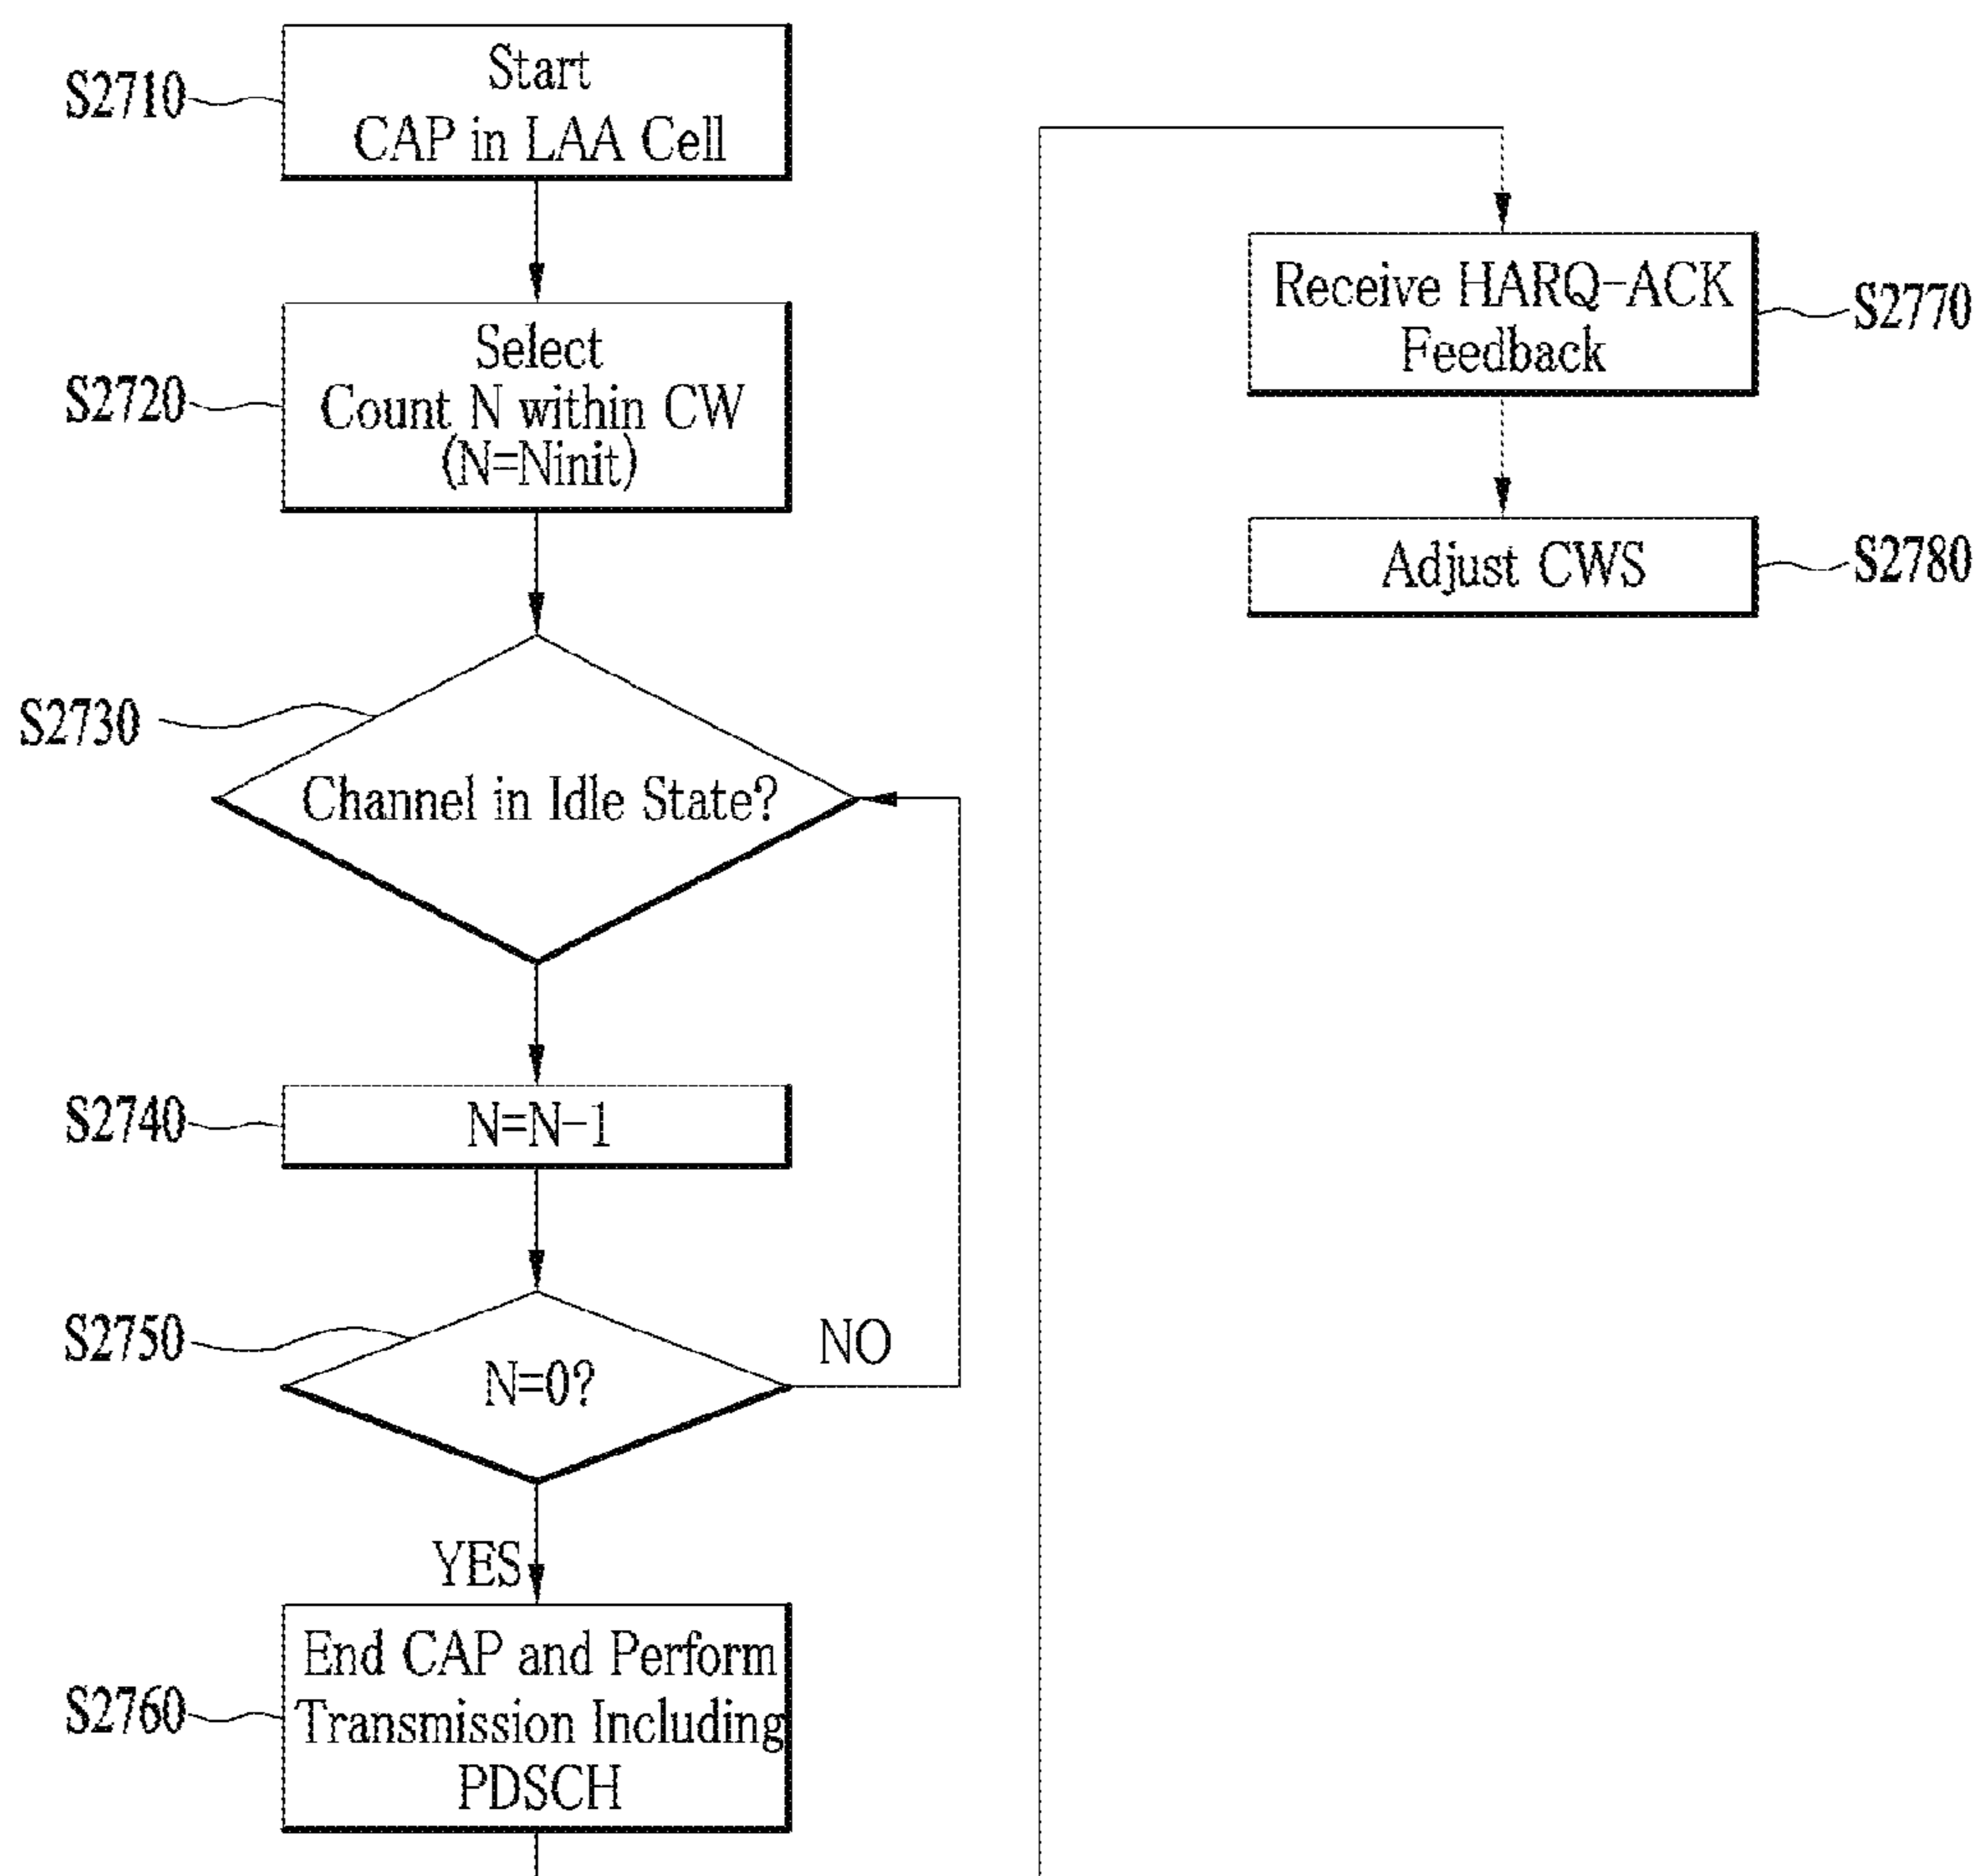 S2710
Start
CAP in LAA Cell
S2720
Select
Count N within CW
(N=Ninit)
S2730
Channel in Idle State?
S2740
N=N-1
S2750
N=0?
NO
YES
S2760
End CAP and Perform
Transmission Including
PDSCH
Receive HARQ-ACK
Feedback
S2770
Adjust CWS
S2780